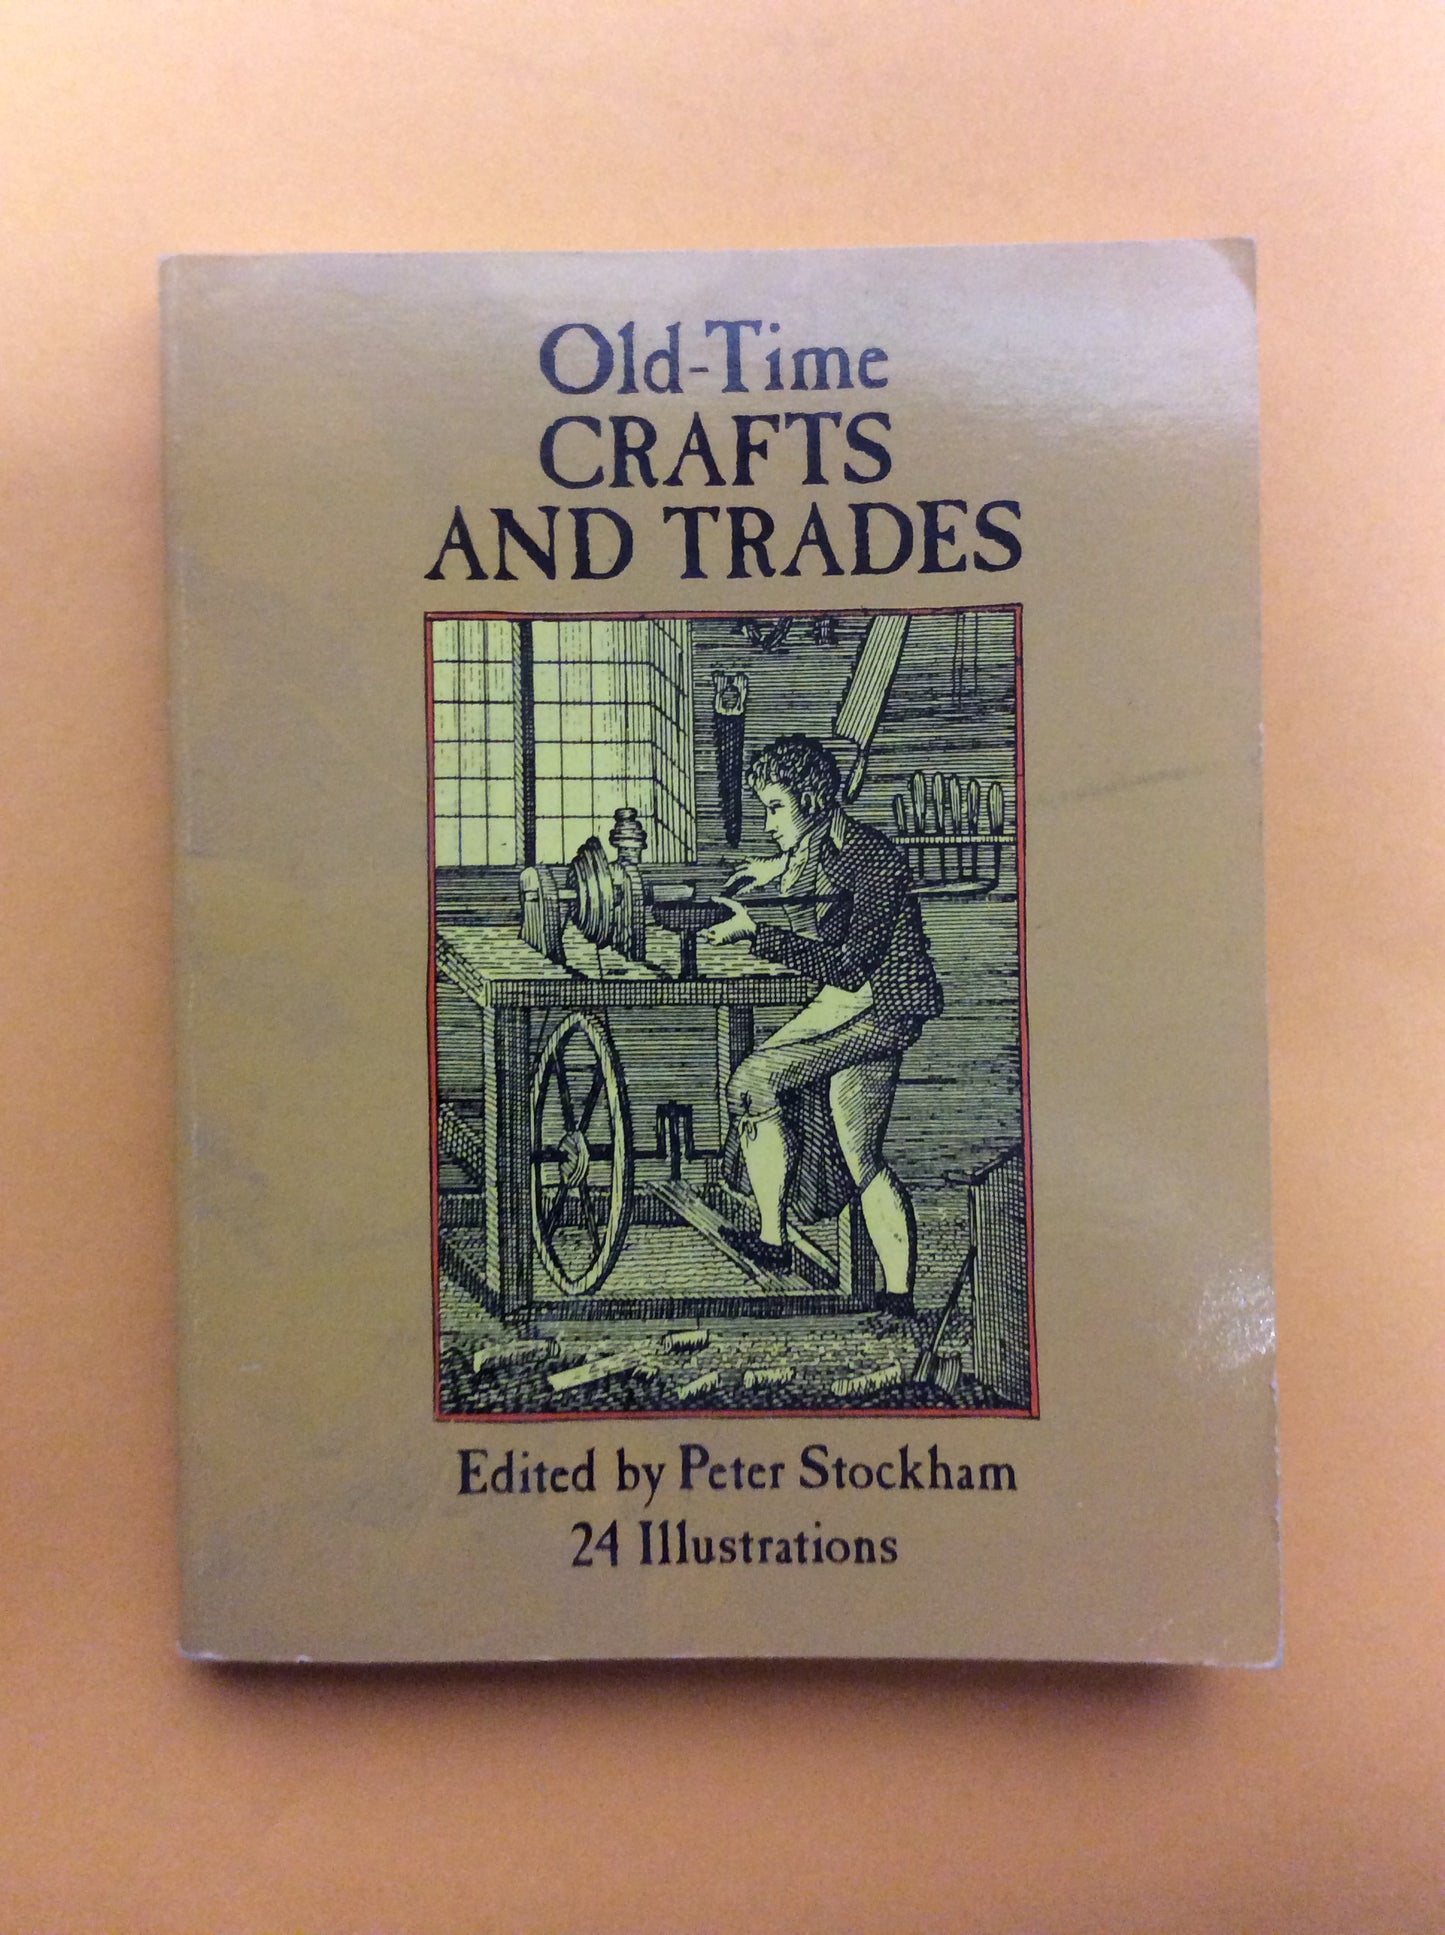 Old-Time
CRAFTS
AND TRADES
Edited by Peter Stockham
24 Illustrations